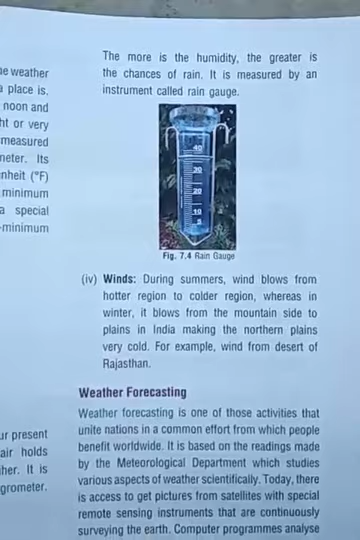 e weather
a place is.
noon and
ht or very
measured
meter. Its
nheit (°F)
minimum
a special
-minimum
ur present
air holds
her. It is
grometer.
The more is the humidity, the greater is
the chances of rain. It is measured by an
instrument called rain gauge.
40
30
20
10
5
Fig. 7.4 Rain Gauge
(iv) Winds: During summers, wind blows from
hotter region to colder region, whereas in
winter, it blows from the mountain side to
plains in India making the northern plains
very cold. For example, wind from desert of
Rajasthan.
Weather Forecasting
Weather forecasting is one of those activities that
unite nations in a common effort from which people
benefit worldwide. It is based on the readings made
by the Meteorological Department which studies
various aspects of weather scientifically. Today, there
is access to get pictures from satellites with special
remote sensing instruments that are continuously
surveying the earth. Computer programmes analyse